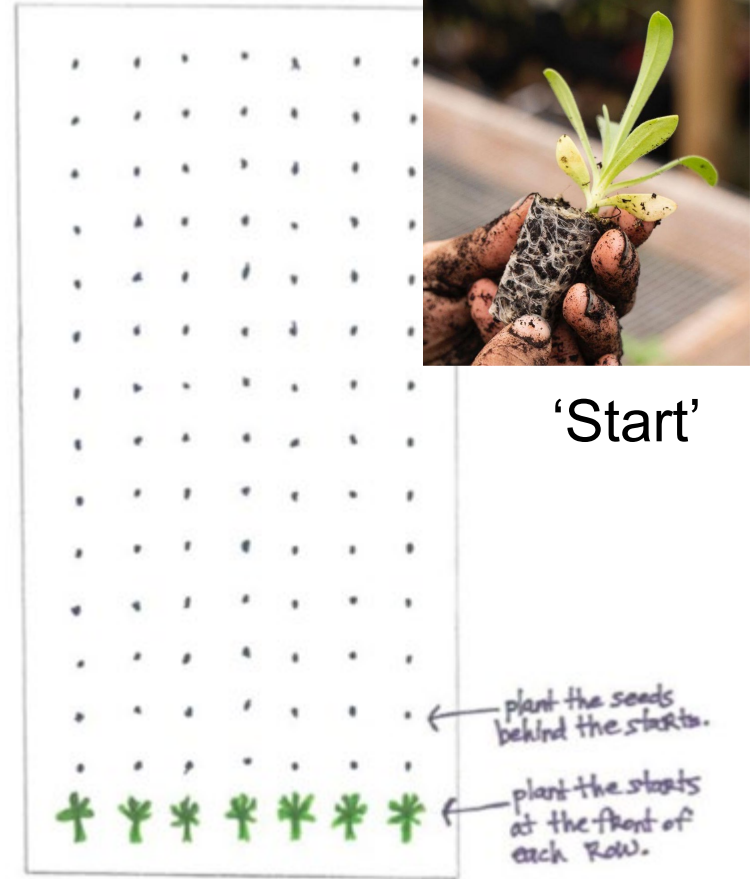 ‘Start’
plant the seeds
behind the starts.
plant the starts
at the front of
each Row.